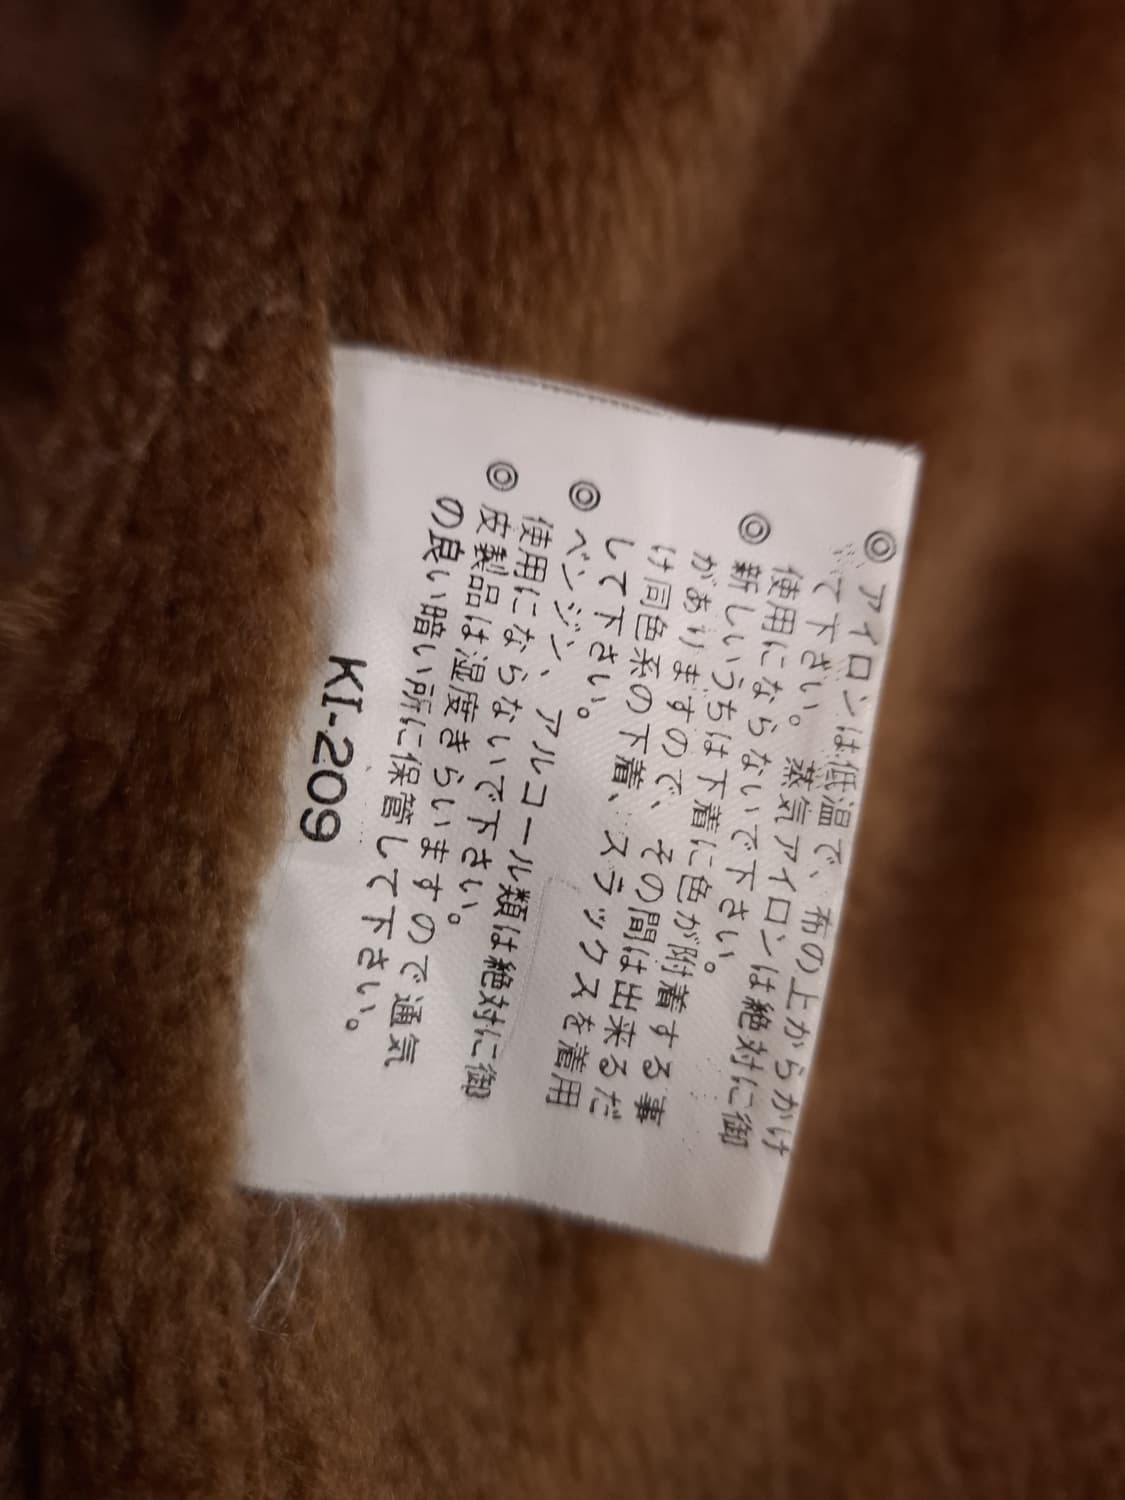 ◎ アイロンは低温で、布の上からかけ
て下さい。蒸気アイロンは絶対に御
使用にならないで下さい。
◎ 新しいうちは下着に色が附着する事
がありますので、その間は出来るだ
け同色系の下着、スラックスを着用
して下さい。
◎ ベンジン、アルコール類は絶対に御
使用にならないで下さい。
◎ 皮製品は湿度きらいますので通気
の良い暗い所に保管して下さい。
KI-209